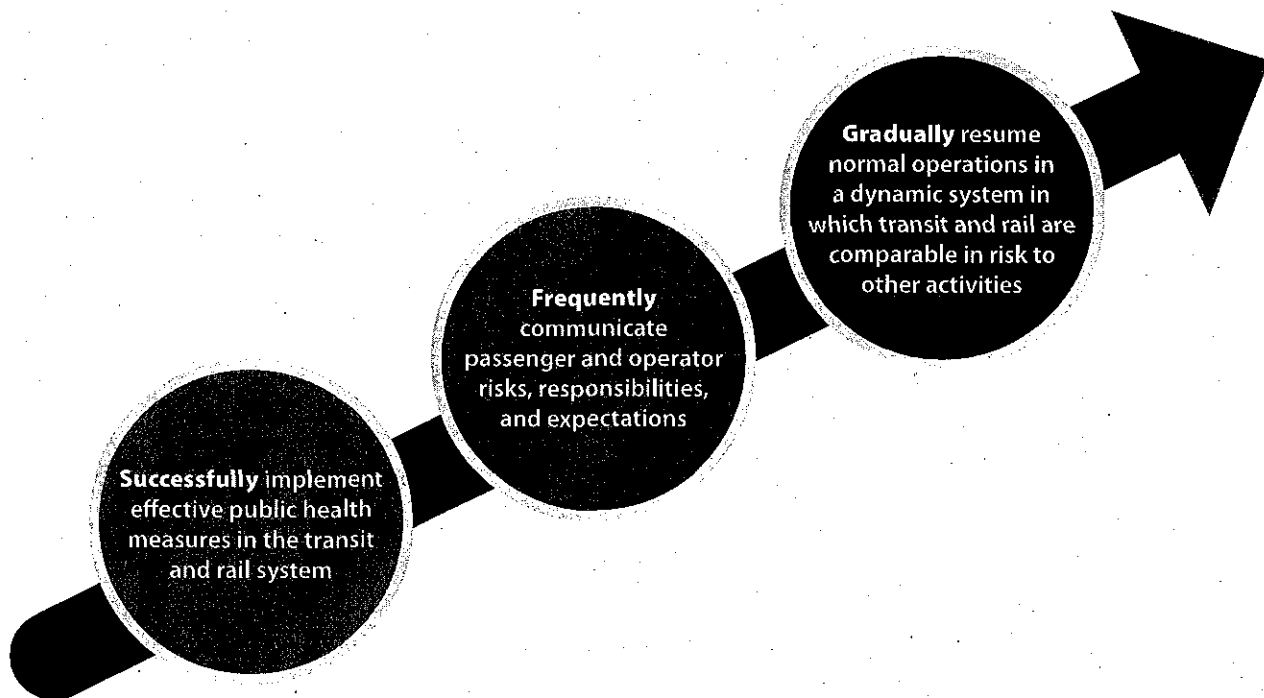 Successfully implement
effective public health
measures in the transit
and rail system
Frequently
communicate
passenger and operator
risks, responsibilities,
and expectations
Gradually resume
normal operations in
a dynamic system in
which transit and rail are
comparable in risk to
other activities